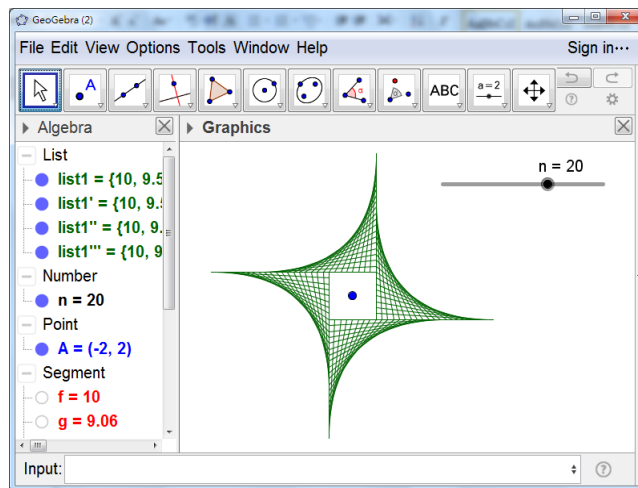 GeoGebra (2)
File Edit View Options Tools Window Help Sign in...
A α α ABC a=2
Algebra Graphics
List
list1 = {10, 9.5
list1' = {10, 9.5
list1'' = {10, 9.
list1''' = {10, 9
Number
n = 20
n = 20
Point
A = (-2, 2)
Segment
f = 10
g = 9.06
Input: